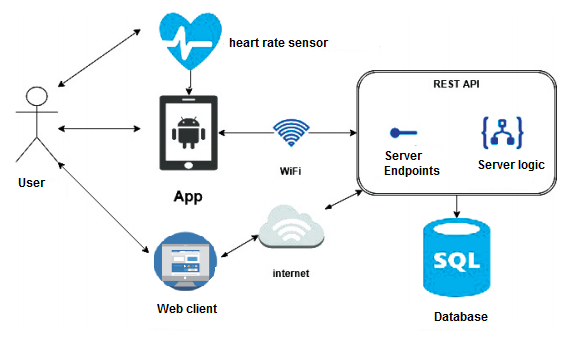 heart rate sensor
REST API
Server
Endpoints
Server logic
User
App
WiFi
internet
Web client
SQL
Database